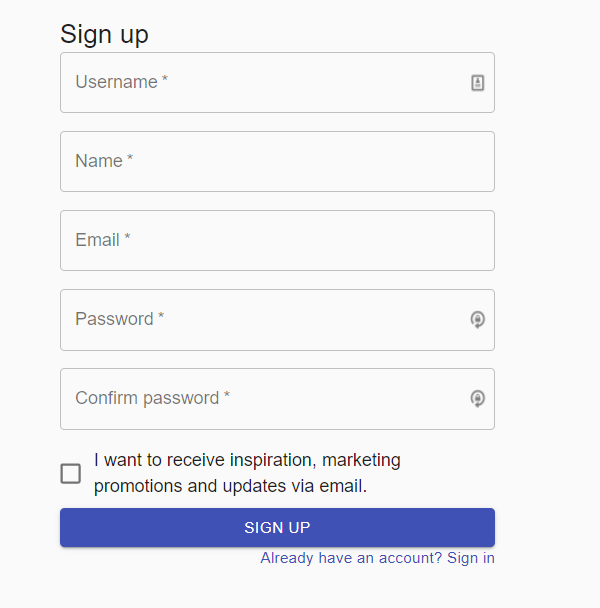 Sign up
Username *
Name *
Email *
Password *
Confirm password *
I want to receive inspiration, marketing
promotions and updates via email.
SIGN UP
Already have an account? Sign in